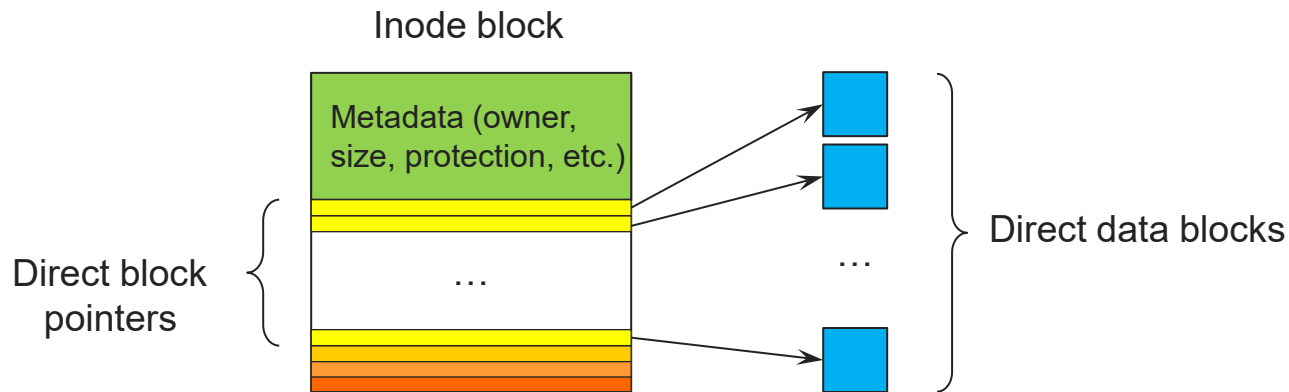 Inode block
Metadata (owner,
size, protection, etc.)
Direct block
pointers
…
…
Direct data blocks